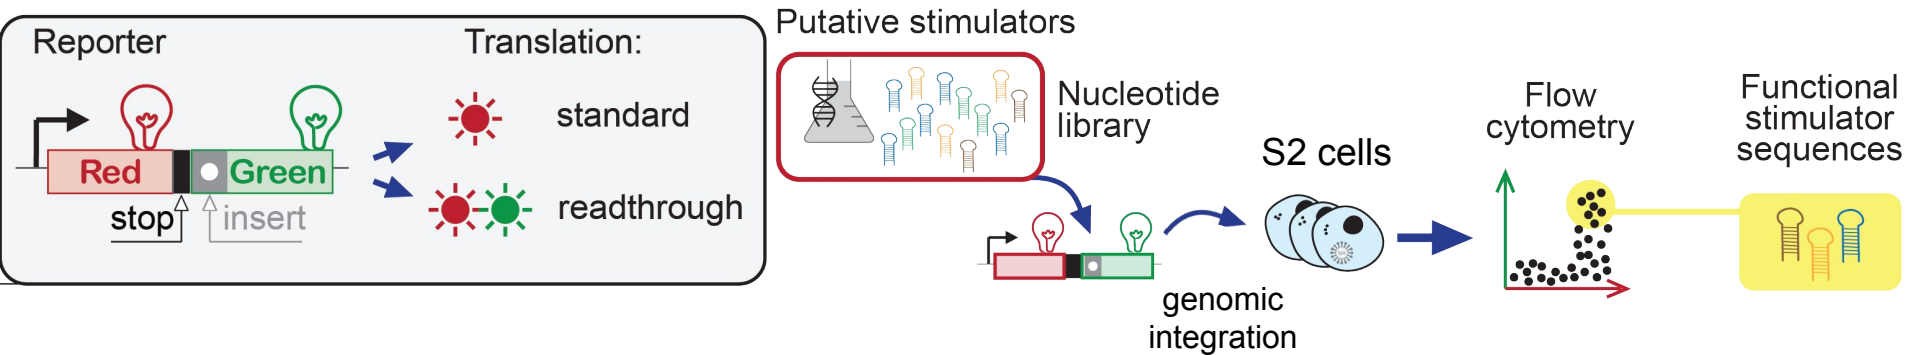 Reporter
Translation:
Red
Green
stop
insert
standard
readthrough
Putative stimulators
Nucleotide
library
genomic
integration
S2 cells
Flow
cytometry
Functional
stimulator
sequences